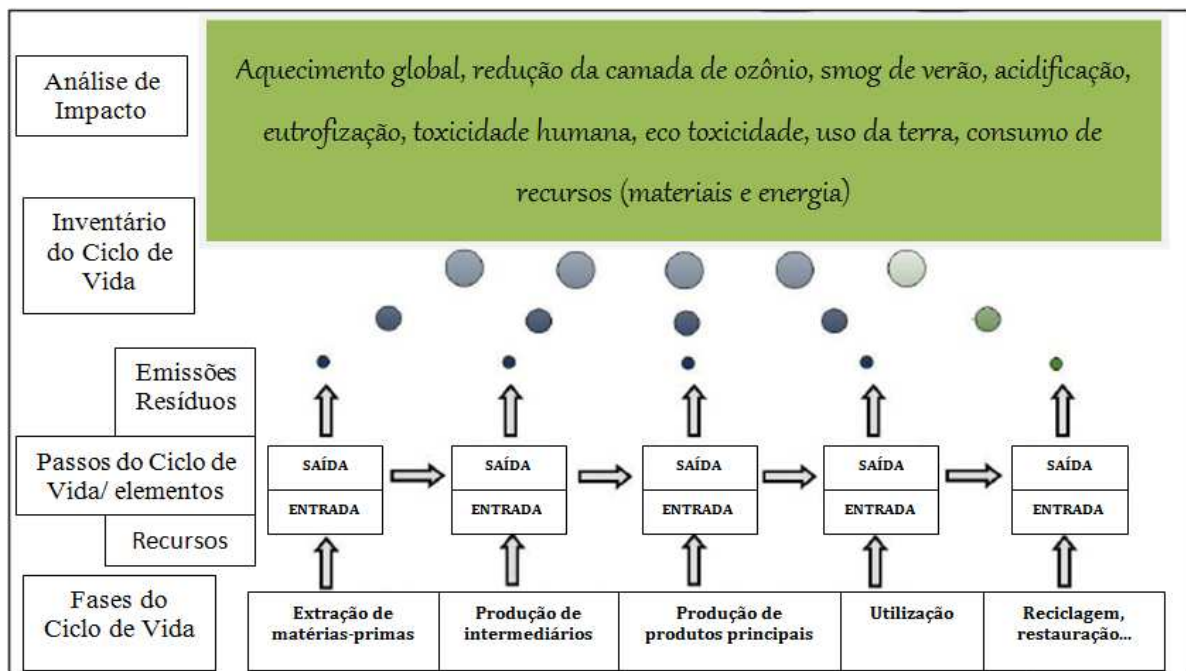 Análise de
Impacto
Aquecimento global, redução da camada de ozônio, smog de verão, acidificação,
eutrofização, toxicidade humana, eco toxicidade, uso da terra, consumo de
recursos (materiais e energia)
Inventário
do Ciclo de
Vida
Emissões
Resíduos
Passos do Ciclo de
Vida/ elementos
Recursos
SAÍDA
ENTRADA
SAÍDA
ENTRADA
SAÍDA
ENTRADA
SAÍDA
ENTRADA
SAÍDA
ENTRADA
Fases do
Ciclo de Vida
Extração de
matérias-primas
Produção de
intermediários
Produção de
produtos principais
Utilização
Reciclagem,
restauração...